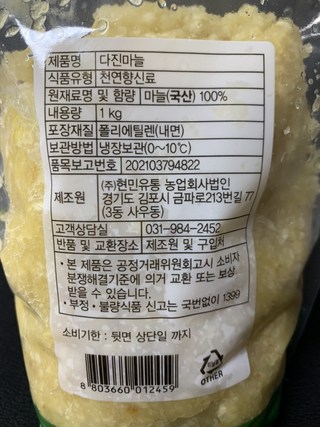 제품명 다진마늘
식품유형 천연향신료
원재료명 및 함량 마늘(국산) 100%
내용량 1 kg
포장재질 폴리에틸렌(내면)
보관방법 냉장보관(0~10℃)
품목보고번호 202103794822
제조원 (주)현민유통 농업회사법인
경기도 김포시 금파로213번길 77
(3동 사우동)
고객상담실 031-984-2452
반품 및 교환장소 제조원 및 구입처
• 본 제품은 공정거래위원회고시 소비자
분쟁해결기준에 의거 교환 또는 보상
받을 수 있습니다.
• 부정 • 불량식품 신고는 국번없이 1399
소비기한 : 뒷면 상단일 까지
8 803660 012459
OTHER